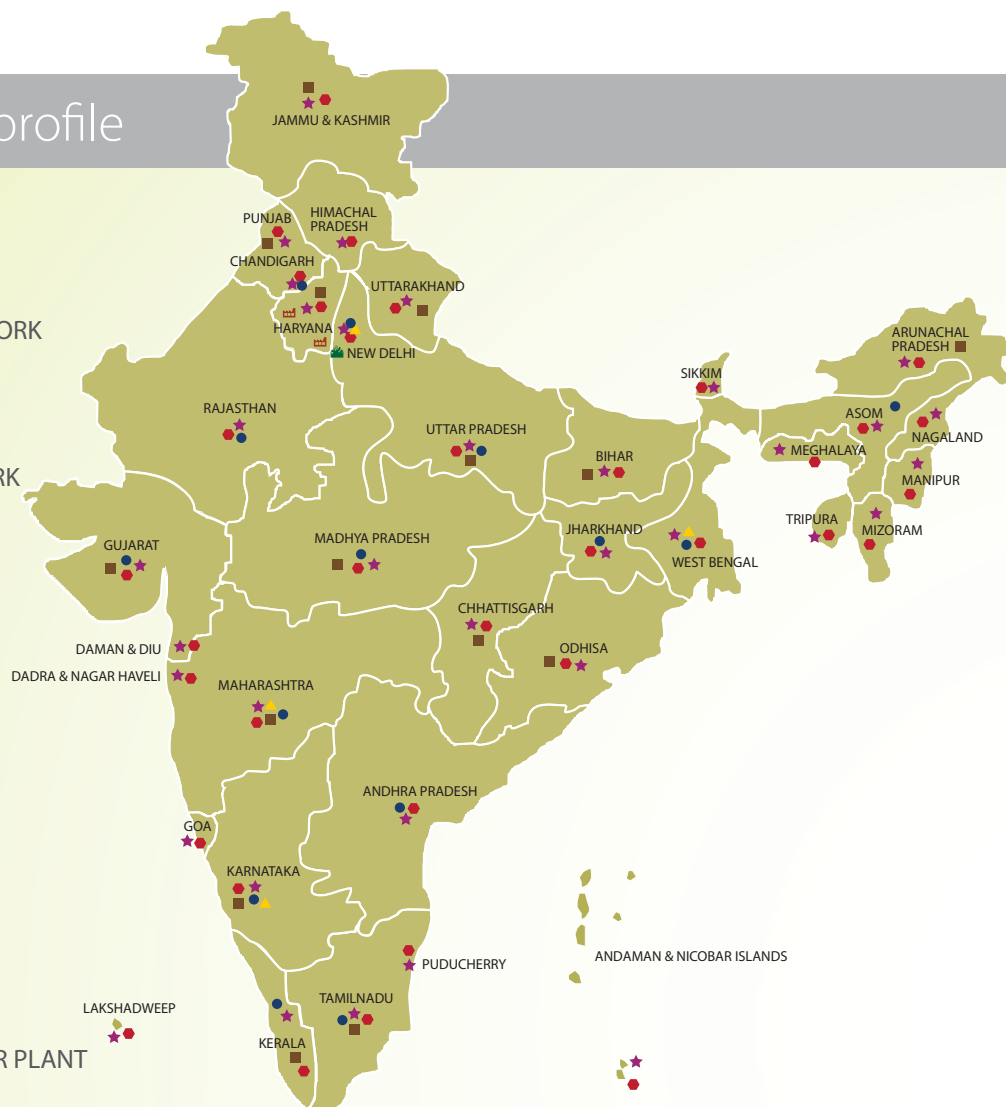 profile
JAMMU & KASHMIR
PUNJAB
HIMACHAL
PRADESH
CHANDIGARH
UTTARAKHAND
ORK
HARYANA
NEW DELHI
ARUNACHAL
PRADESH
SIKKIM
RAJASTHAN
ASOM
UTTAR PRADESH
NAGALAND
MEGHALAYA
BIHAR
RK
MANIPUR
TRIPURA
MIZORAM
JHARKHAND
GUJARAT
MADHYA PRADESH
WEST BENGAL
CHHATTISGARH
DAMAN & DIU
ODHISA
DADRA & NAGAR HAVELI
MAHARASHTRA
ANDHRA PRADESH
GOA
KARNATAKA
ANDAMAN & NICOBAR ISLANDS
PUDUCHERRY
TAMILNADU
LAKSHADWEEP
KERALA
R PLANT